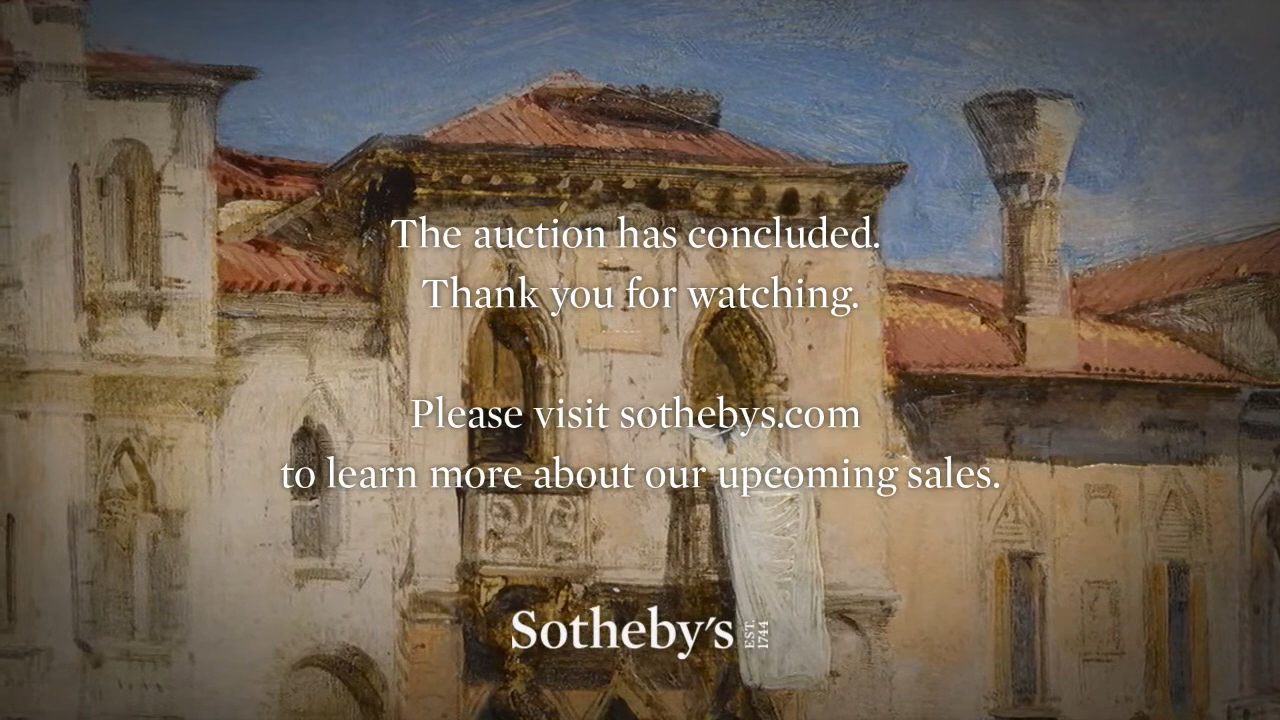 The auction has concluded.
Thank you for watching.
Please visit sothebys.com
to learn more about our upcoming sales.
Sotheby's EST. 1744